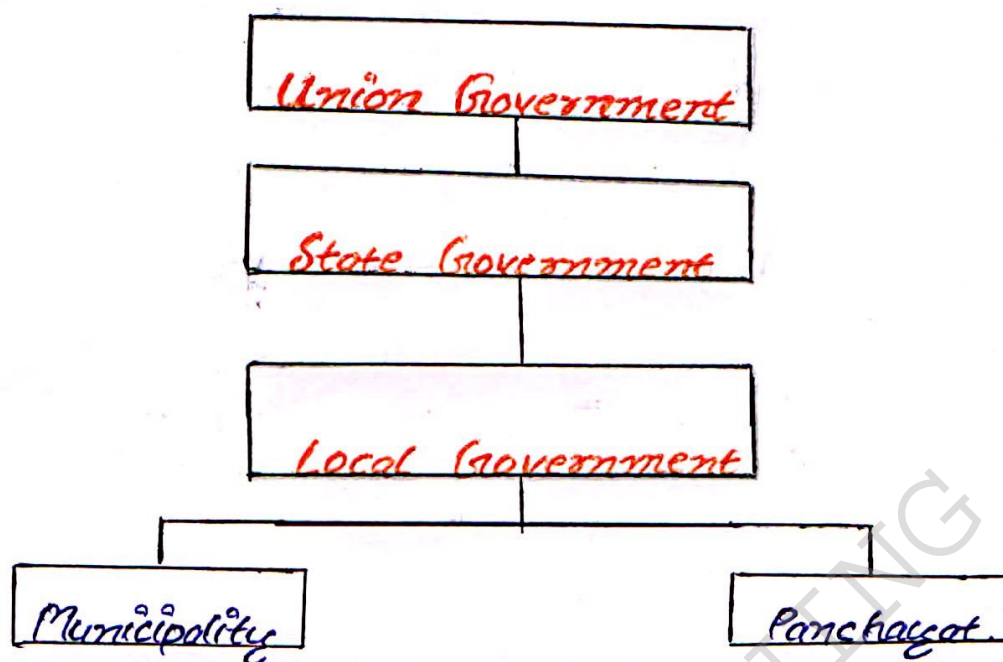 Union Government
State Government
Local Government
Municipality
Panchayat.